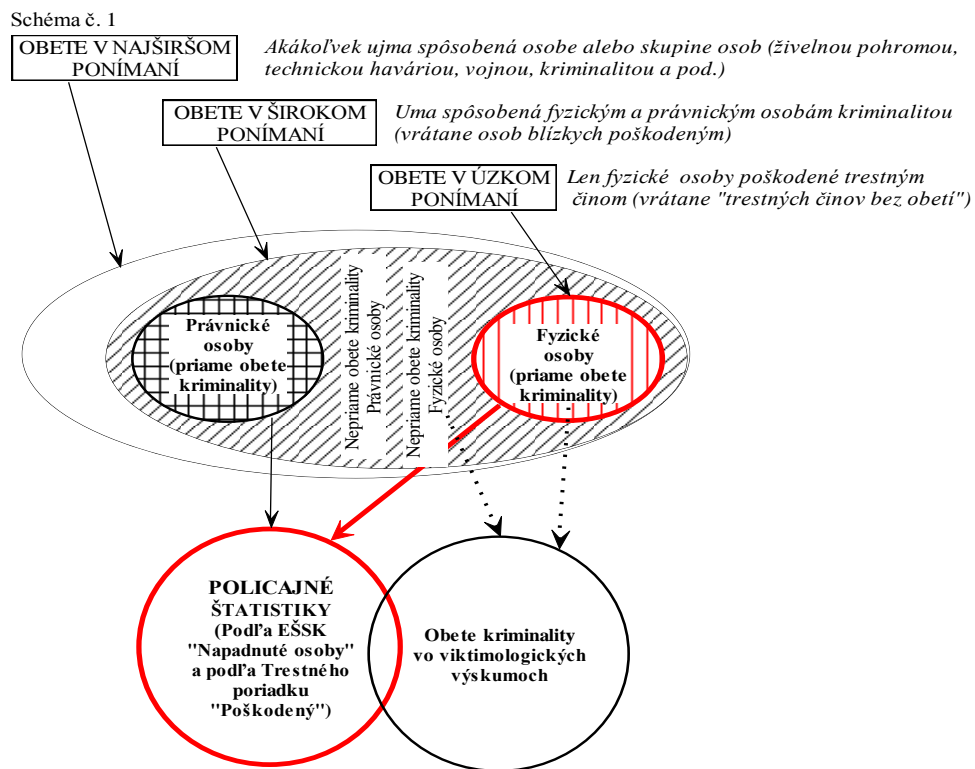 Schéma č. 1
OBETE V NAJŠIRŠOM
PONÍMANÍ
Akákoľvek ujma spôsobená osobe alebo skupine osob (živelnou pohromou,
technickou haváriou, vojnou, kriminalitou a pod.)
OBETE V ŠIROKOM
PONÍMANÍ
Uma spôsobená fyzickým a právnickým osobám kriminalitou
(vrátane osob blízkych poškodeným)
OBETE V ÚZKOM
PONÍMANÍ
Len fyzické osoby poškodené trestným
činom (vrátane "trestných činov bez obetí")
Právnické
osoby
(priame obete
kriminality)
Nepriame obete kriminality
Právnické osoby
Nepriame obete kriminality
Fyzické osoby
Fyzické
osoby
(priame obete
kriminality)
POLICAJNÉ
ŠTATISTIKY
(Podľa EŠSK
"Napadnuté osoby"
a podľa Trestného
poriadku
"Poškodený")
Obete kriminality
vo viktimologických
výskumoch